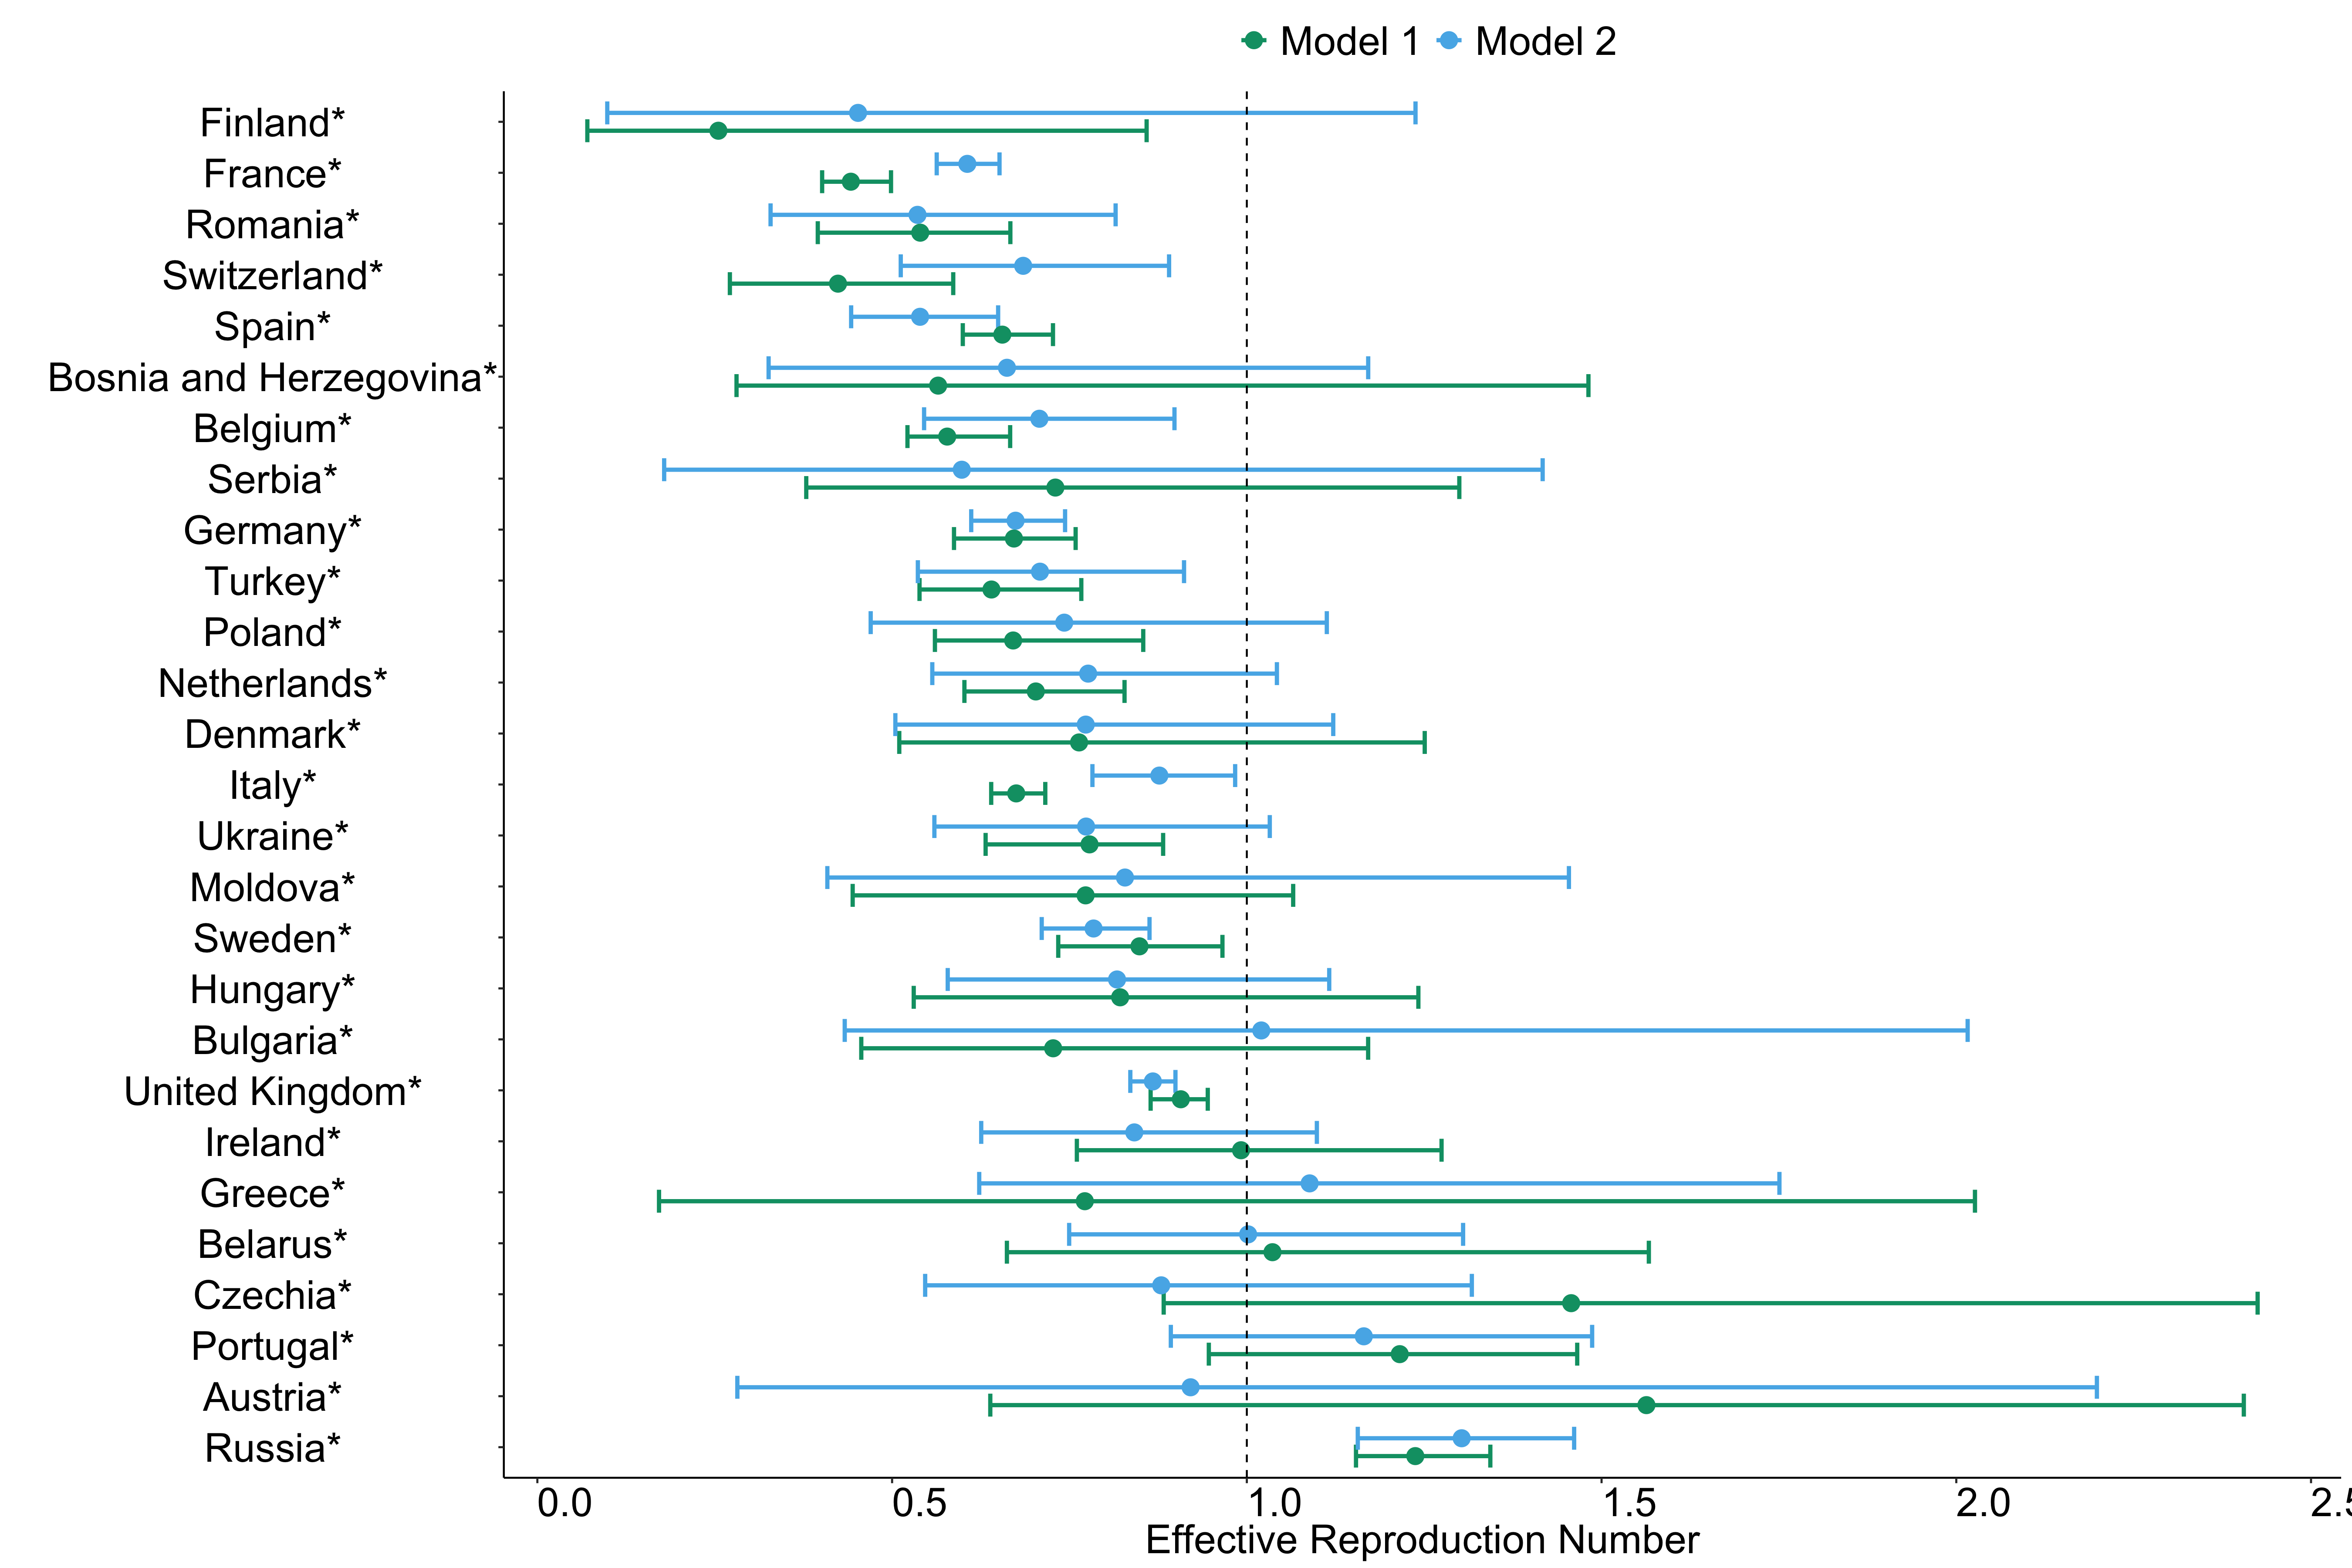 Model 1 Model 2
Finland*
France*
Romania*
Switzerland*
Spain*
Bosnia and Herzegovina*
Belgium*
Serbia*
Germany*
Turkey*
Poland*
Netherlands*
Denmark*
Italy*
Ukraine*
Moldova*
Sweden*
Hungary*
Bulgaria*
United Kingdom*
Ireland*
Greece*
Belarus*
Czechia*
Portugal*
Austria*
Russia*
0.0 0.5 1.0 1.5 2.0 2.5
Effective Reproduction Number